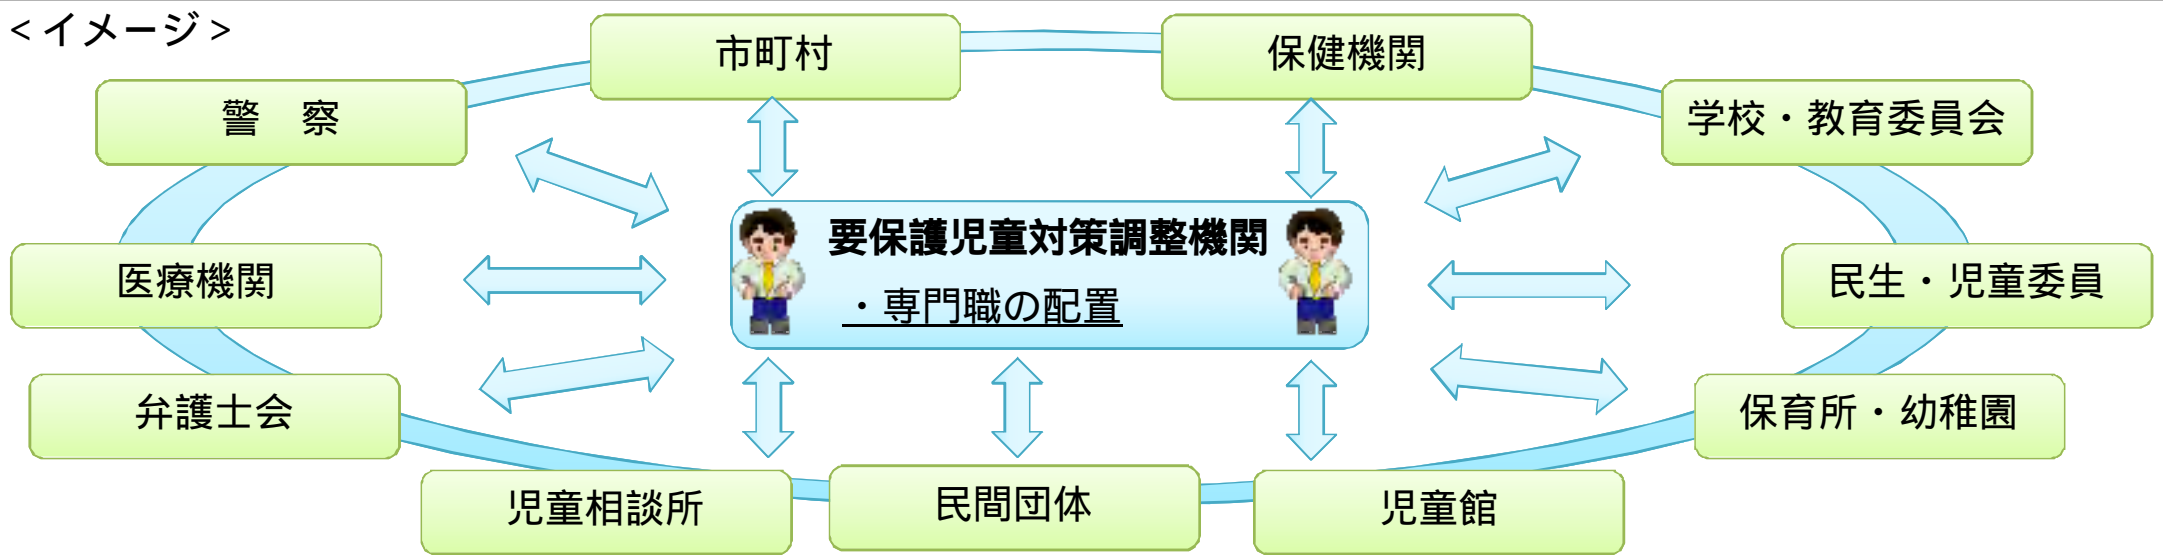 <イメージ>
市町村
保健機関
警　察
学校・教育委員会
要保護児童対策調整機関
・専門職の配置
医療機関
民生・児童委員
弁護士会
保育所・幼稚園
児童相談所
民間団体
児童館